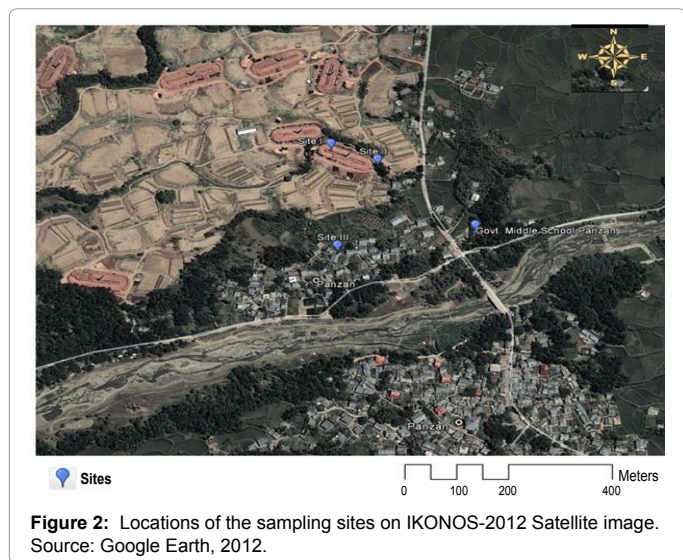 N
W E
S
Site I
Site II
Govt. Middle School Panzan
Site III
Panzan
Panzan
Sites
Meters
0 100 200 400
Figure 2: Locations of the sampling sites on IKONOS-2012 Satellite image.
Source: Google Earth, 2012.